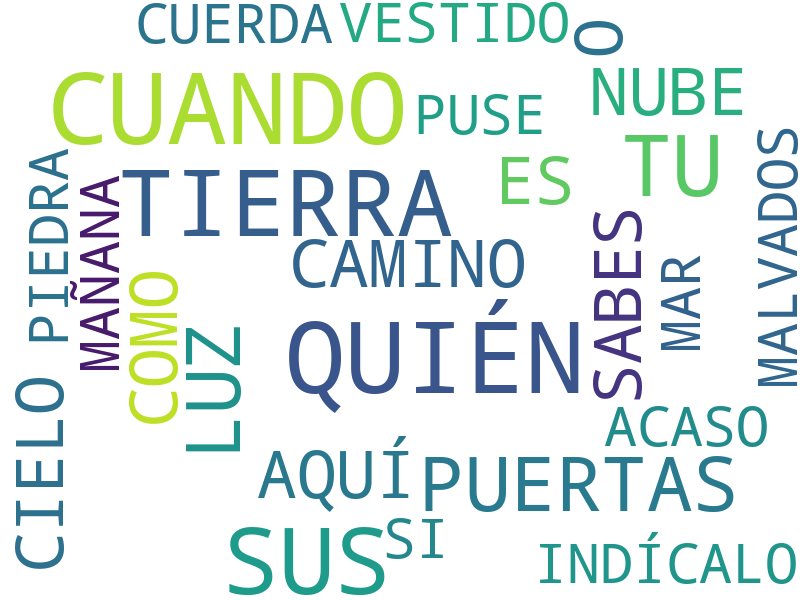 CUERDA
VESTIDO
O
CUANDO
PUSE
NUBE
TU
ES
TIERRA
PIEDRA
MAÑANA
MALVADOS
SABES
CAMINO
MAR
COMO
QUIÉN
LUZ
CIELO
ACASO
AQUÍ
PUERTAS
SUS
SI
INDÍCALO